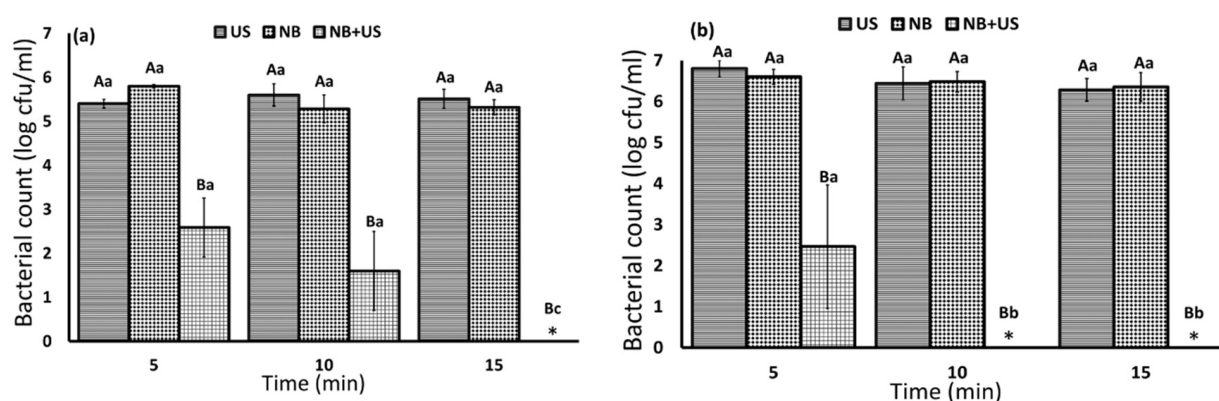 (a)
US NB NB+US
Bacterial count (log cfu/ml)
7
6
5
4
3
2
1
0
Aa Aa Ba
Aa Aa Ba
Aa Aa Bc
*
5 10 15
Time (min)
(b)
US NB NB+US
Bacterial count (log cfu/ml)
7
6
5
4
3
2
1
0
Aa Aa Ba
Aa Aa Bb
*
Aa Aa Bb
*
5 10 15
Time (min)